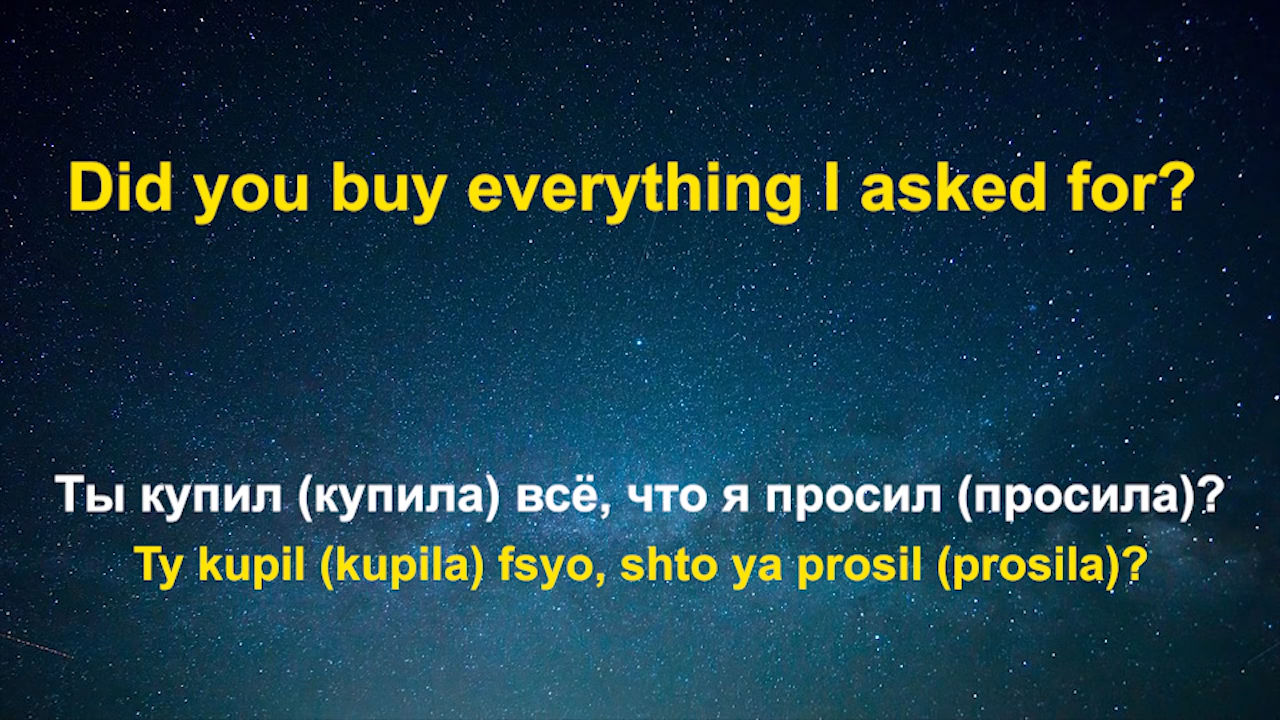 Did you buy everything I asked for?
Ты купил (купила) всё, что я просил (просила)?
Ty kupil (kupila) fsyo, shto ya prosil (prosila)?